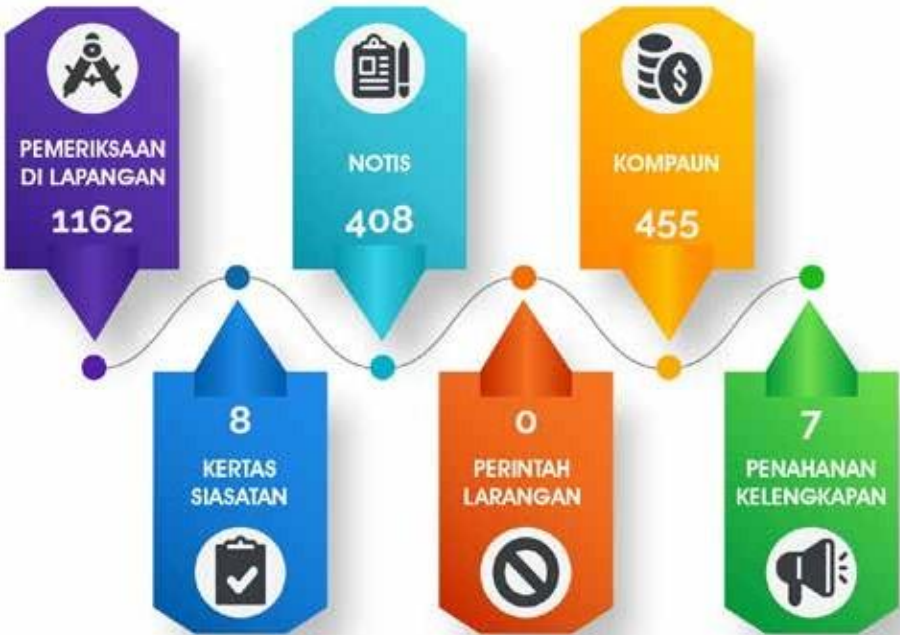 PEMERIKSAAN
DI LAPANGAN
1162
NOTIS
408
KOMPAUN
455
8
KERTAS
SIASATAN
0
PERINTAH
LARANGAN
7
PENAHANAN
KELENGKAPAN